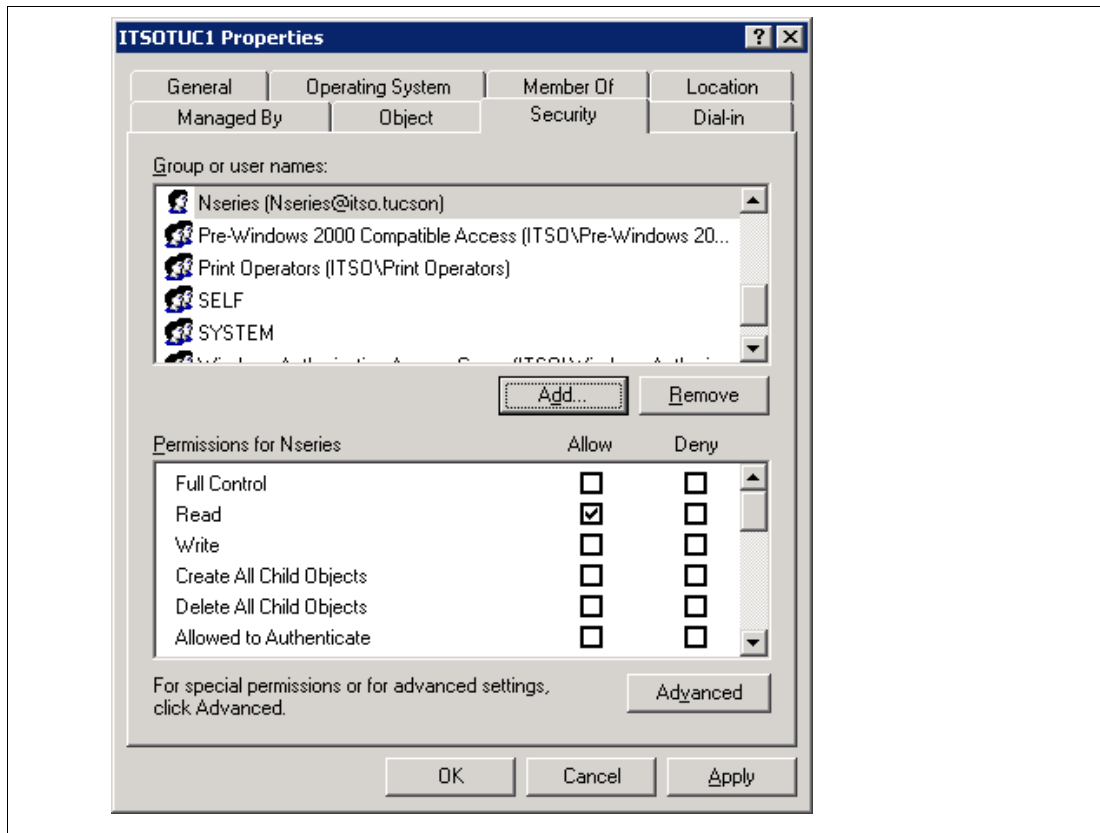 ITSOTUC1 Properties
General Operating System Member Of Location
Managed By Object Security Dial-in
Group or user names:
Nseries (Nseries@itso.tucson)
Pre-Windows 2000 Compatible Access (ITSO\Pre-Windows 20...
Print Operators (ITSO\Print Operators)
SELF
SYSTEM
Add... Remove
Permissions for Nseries Allow Deny
Full Control
Read
Write
Create All Child Objects
Delete All Child Objects
Allowed to Authenticate
For special permissions or for advanced settings,
click Advanced.
Advanced
OK Cancel Apply